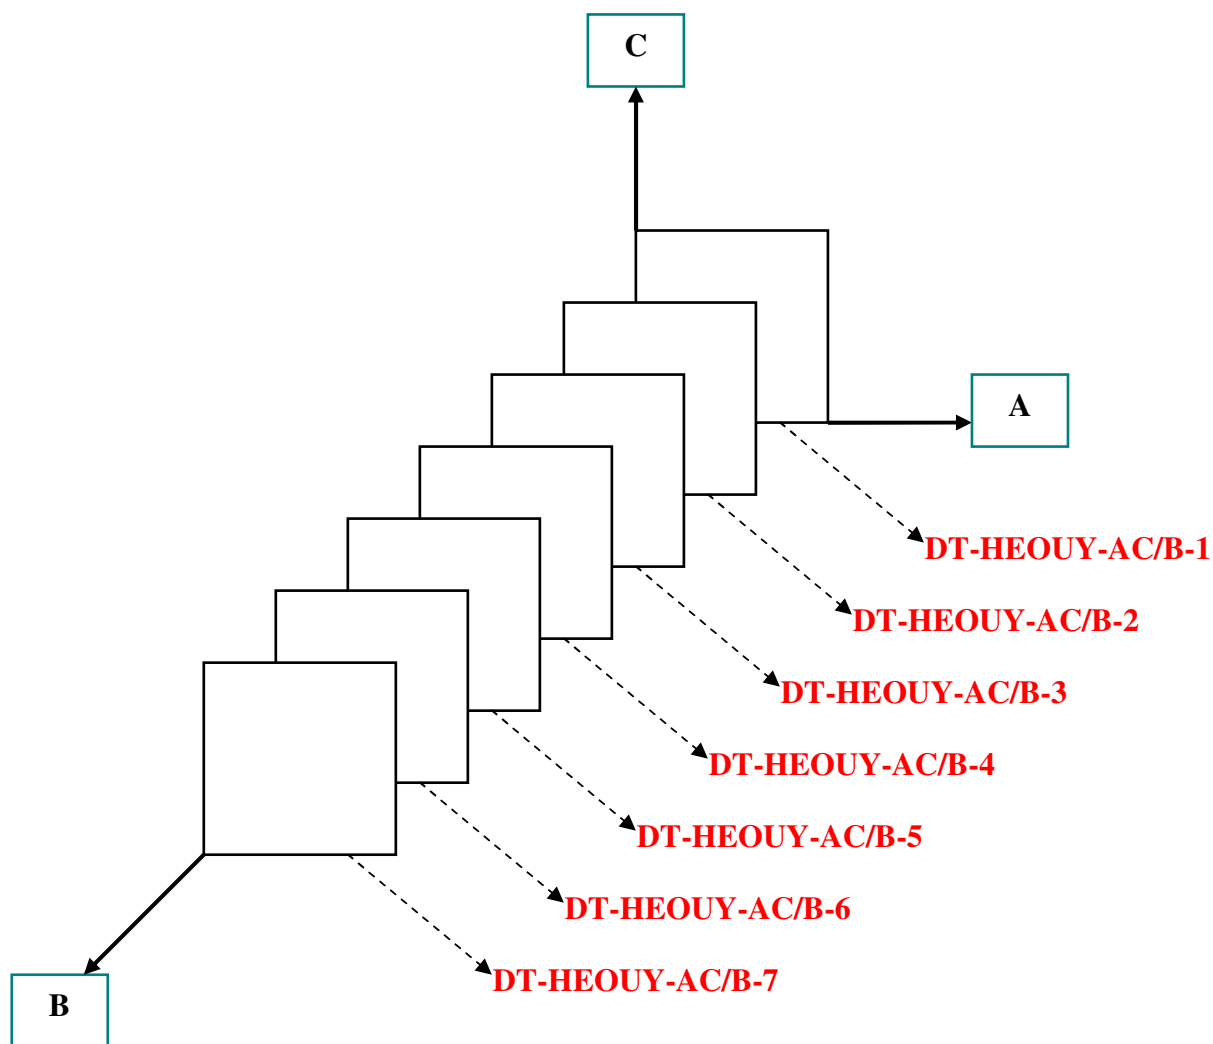 C
A
DT-HEOUY-AC/B-1
DT-HEOUY-AC/B-2
DT-HEOUY-AC/B-3
DT-HEOUY-AC/B-4
DT-HEOUY-AC/B-5
DT-HEOUY-AC/B-6
DT-HEOUY-AC/B-7
B